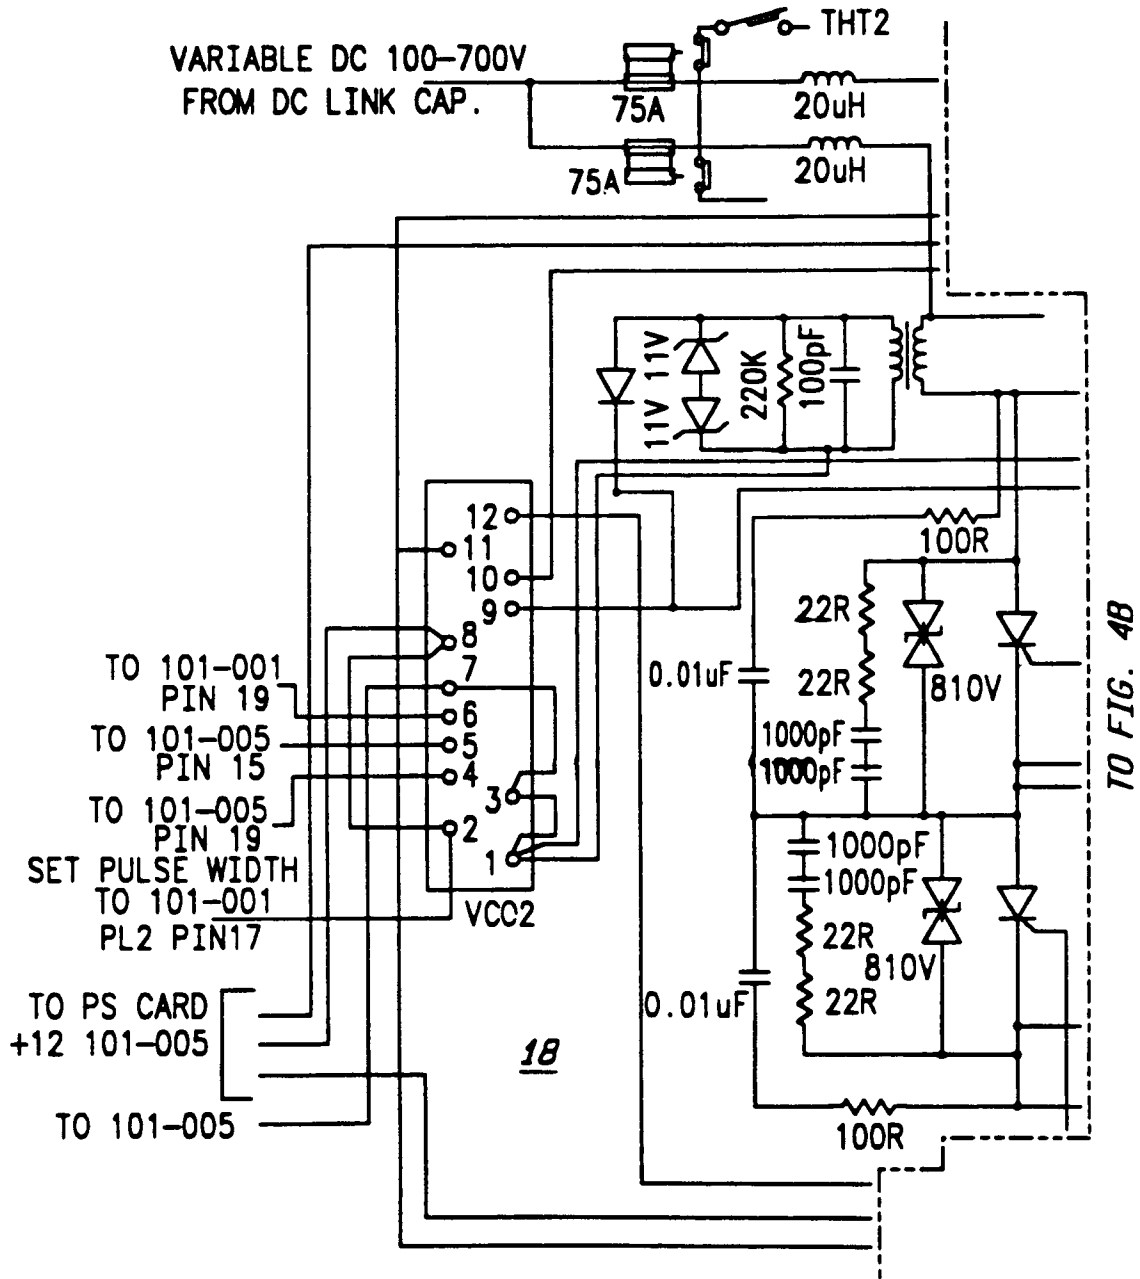 THT2
VARIABLE DC 100-700V
FROM DC LINK CAP.
75A
20uH
75A
20uH
11V
11V
220K
100pF
12
11
10
9
8
7
6
5
4
3
2
1
VCO2
100R
22R
22R
810V
0.01uF
1000pF
1000pF
TO 101-001
PIN 19
TO 101-005
PIN 15
TO 101-005
PIN 19
SET PULSE WIDTH
TO 101-001
PL2 PIN17
1000pF
1000pF
22R
810V
22R
0.01uF
TO PS CARD
+12 101-005
TO 101-005
18
100R
TO FIG. 4B